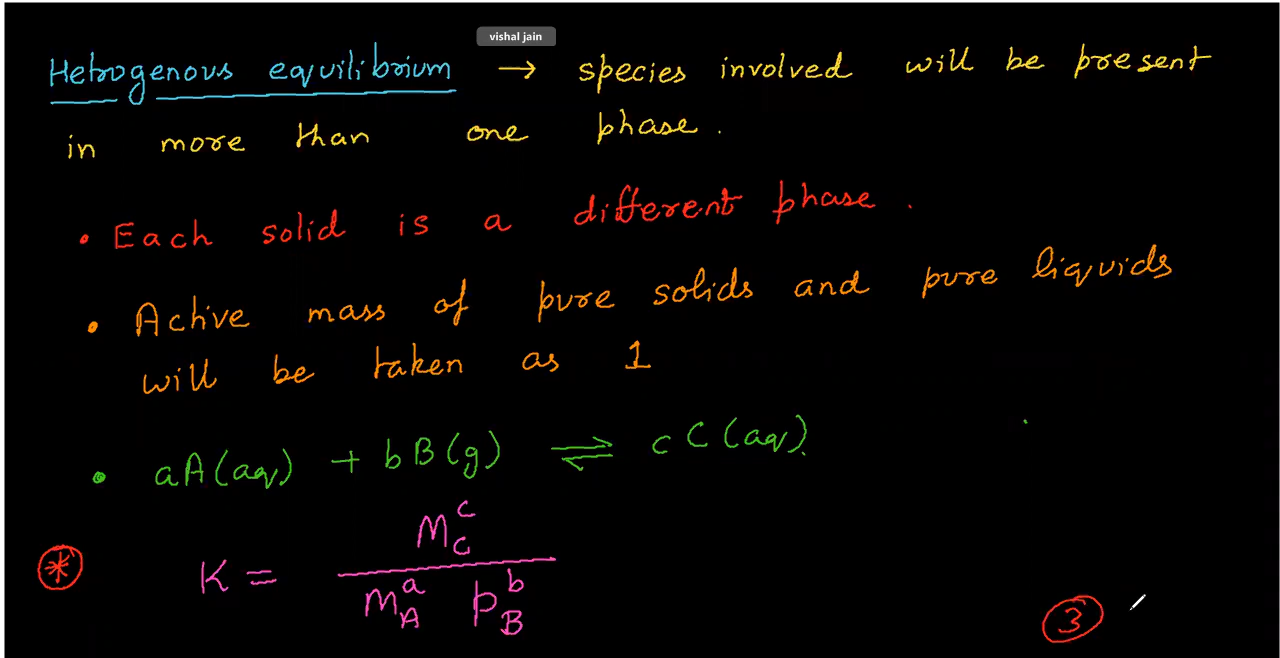 vishal jain
Hetrogenous equilibrium → species involved will be present
in more than one phase.
• Each solid is a different phase.
• Active mass of pure solids and pure liquids
will be taken as 1
• aA(aq) + bB(g) ⇌ cC(aq).
* K = M_C^c / M_A^a p_B^b
3